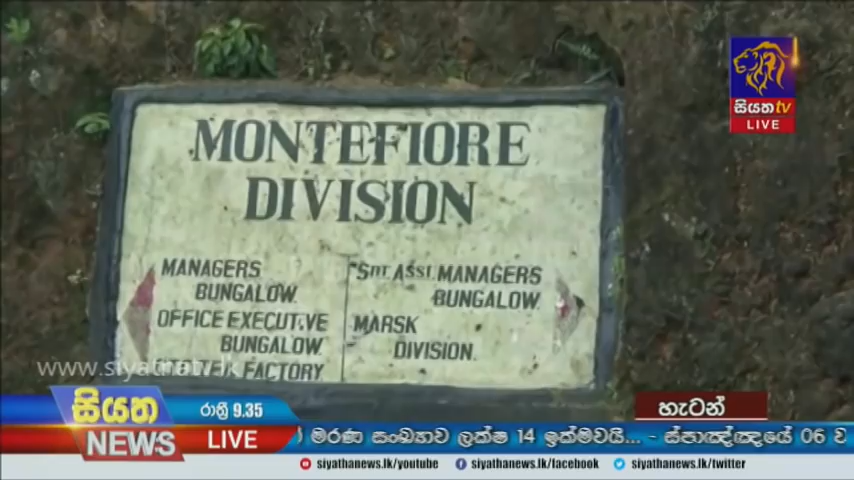 MONTEFIORE
DIVISION
MANAGERS
BUNGALOW.
OFFICE EXECUTIVE
BUNGALOW.
FACTORY
ASST. MANAGERS
BUNGALOW.
MARSK
DIVISION.
සියත tv
LIVE
www.siyathatv.lk
හැටන්
සියත
NEWS
රාත්‍රී 9.35
LIVE
මරණ සංඛ්‍යාව ලක්ෂ 14 ඉක්මවයි... - ස්පාඤ්ඤයේ 06 ව
siyathanews.lk/youtube
siyathanews.lk/facebook
siyathanews.lk/twitter